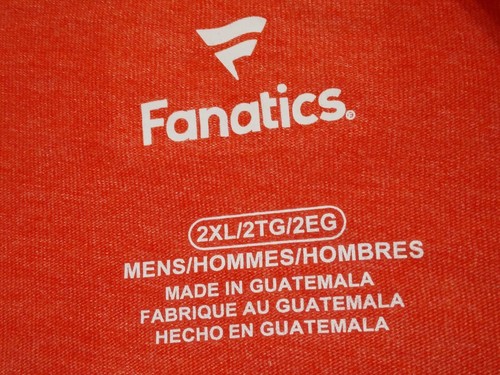 Fanatics.
2XL/2TG/2EG
MENS/HOMMES/HOMBRES
MADE IN GUATEMALA
FABRIQUE AU GUATEMALA
HECHO EN GUATEMALA